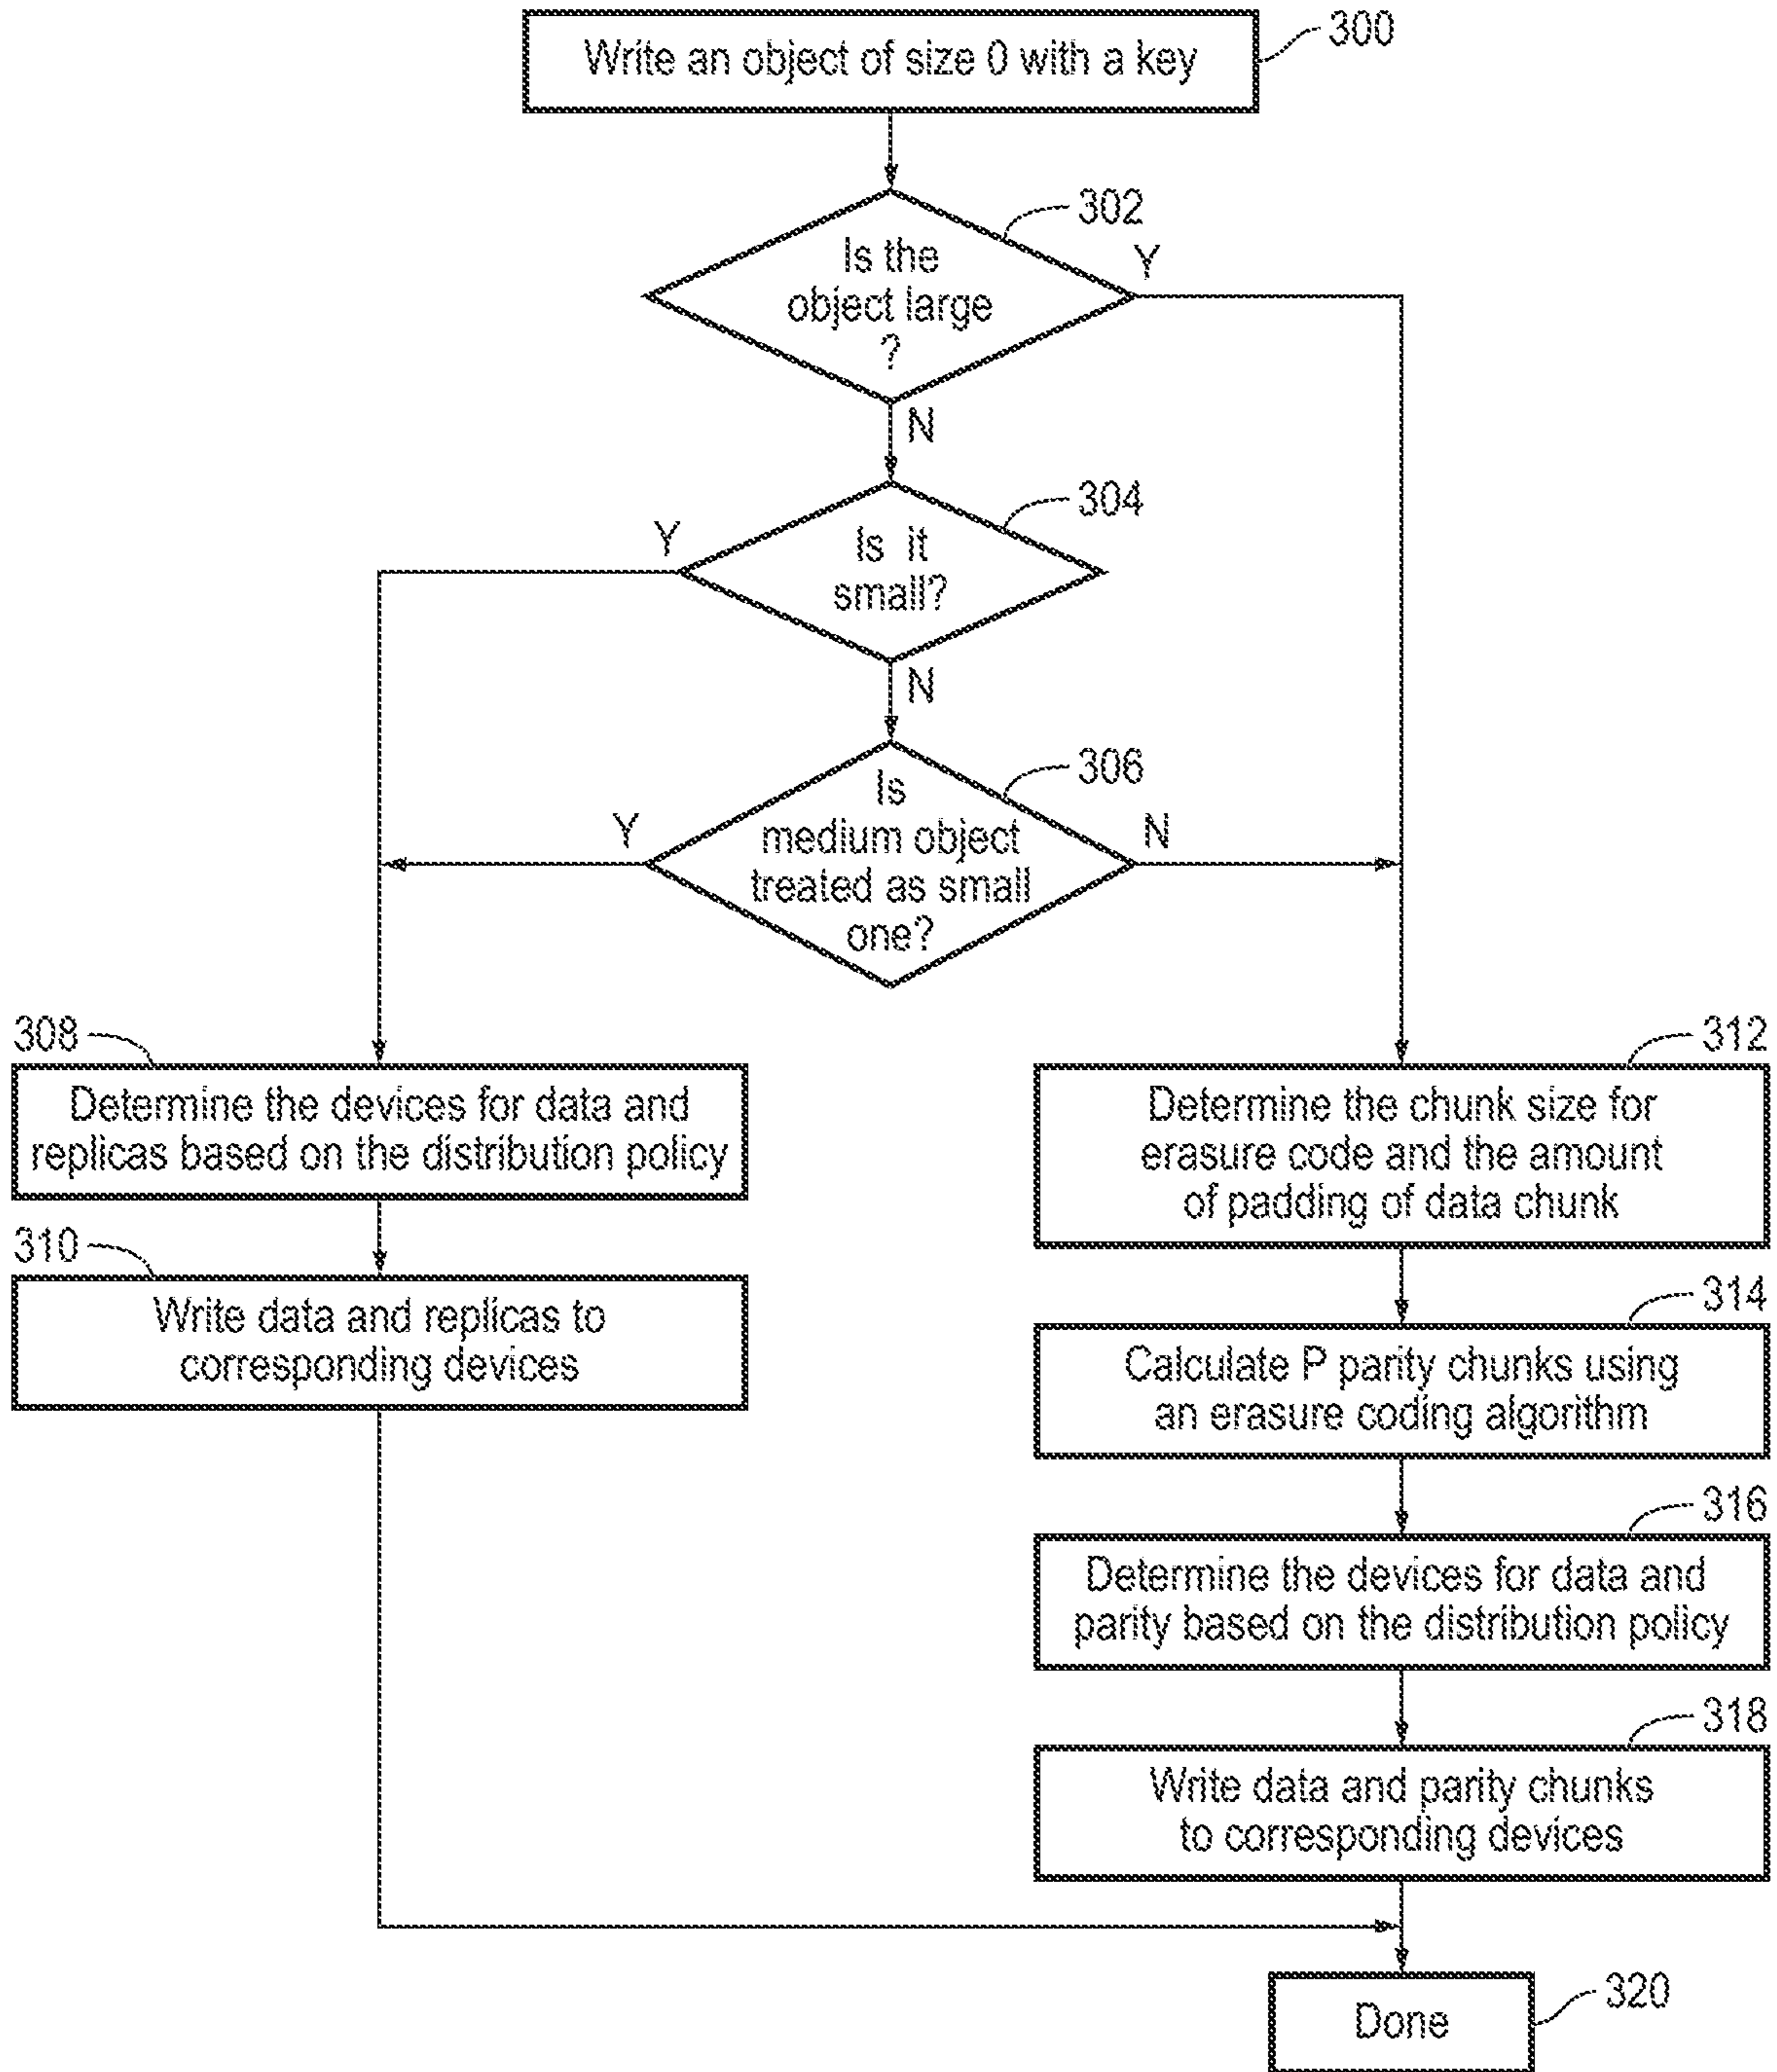 Write an object of size 0 with a key
300
302
Is the
object large
?
Y
N
304
Is it
small?
Y
N
306
Is
medium object
treated as small
one?
Y
N
308
Determine the devices for data and
replicas based on the distribution policy
310
Write data and replicas to
corresponding devices
312
Determine the chunk size for
erasure code and the amount
of padding of data chunk
314
Calculate P parity chunks using
an erasure coding algorithm
316
Determine the devices for data and
parity based on the distribution policy
318
Write data and parity chunks
to corresponding devices
Done
320